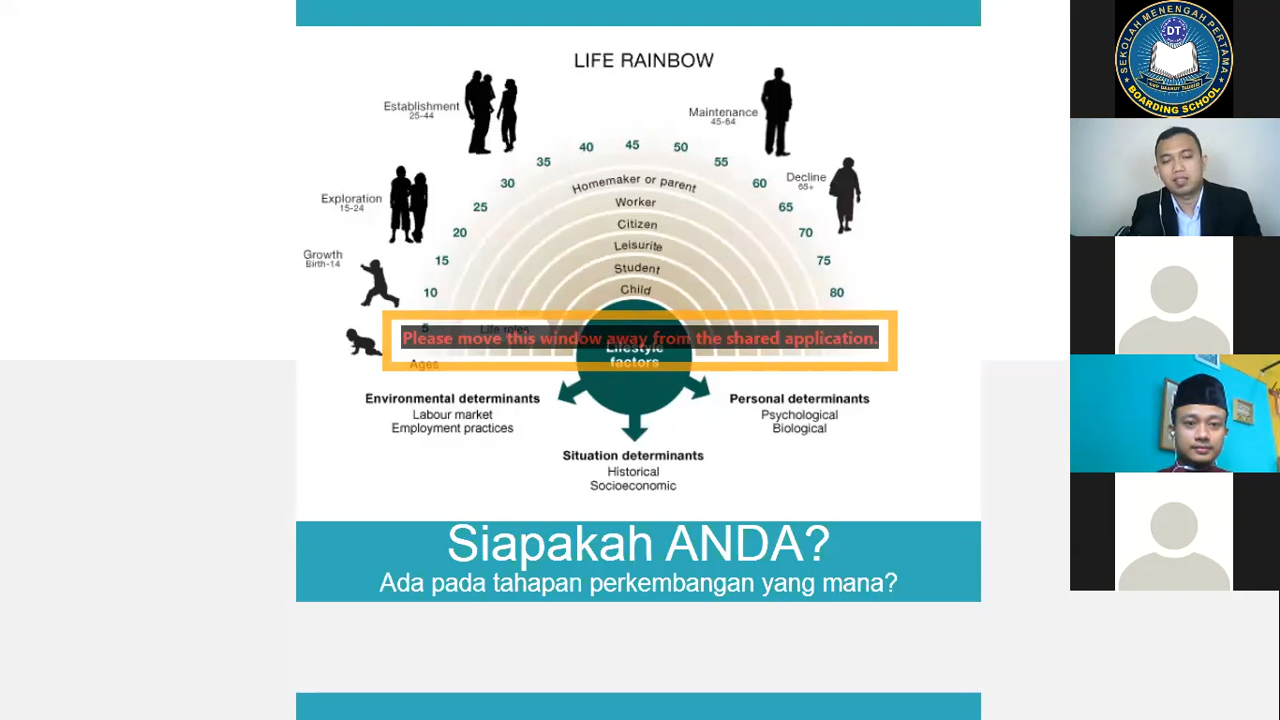 LIFE RAINBOW
Establishment
25-44
Maintenance
45-64
Exploration
15-24
Decline
65+
Growth
Birth-14
5
10
15
20
25
30
35
40
45
50
55
60
65
70
75
80
Homemaker or parent
Worker
Citizen
Leisurite
Student
Child
Life roles
Ages
Please move this window away from the shared application.
Lifestyle
factors
Environmental determinants
Labour market
Employment practices
Personal determinants
Psychological
Biological
Situation determinants
Historical
Socioeconomic
Siapakah ANDA?
Ada pada tahapan perkembangan yang mana?
SEKOLAH MENENGAH PERTAMA
DT
BOARDING SCHOOL